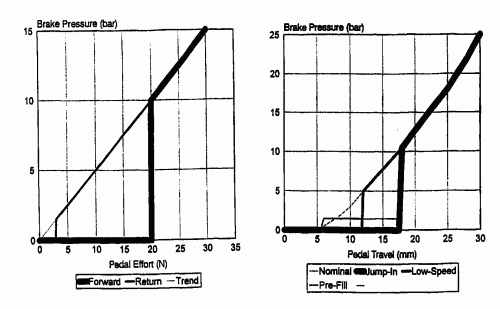 Brake Pressure (bar)
15
10
5
0
0 5 10 15 20 25 30 35
Pedal Effort (N)
Forward Return Trend
Brake Pressure (bar)
25
20
15
10
5
0
0 5 10 15 20 25 30
Pedal Travel (mm)
Nominal Jump-In Low-Speed
Pre-Fill